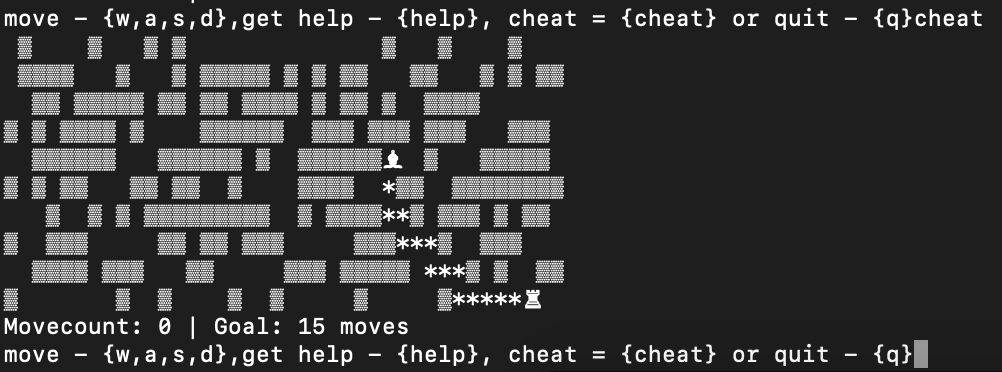 move – {w,a,s,d},get help – {help}, cheat = {cheat} or quit – {q}cheat
♝
*
**
***
***
*****♜
Movecount: 0 | Goal: 15 moves
move – {w,a,s,d},get help – {help}, cheat = {cheat} or quit – {q}